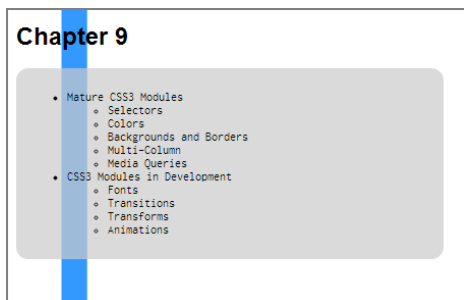 Chapter 9
Mature CSS3 Modules
Selectors
Colors
Backgrounds and Borders
Multi-Column
Media Queries
CSS3 Modules in Development
Fonts
Transitions
Transforms
Animations